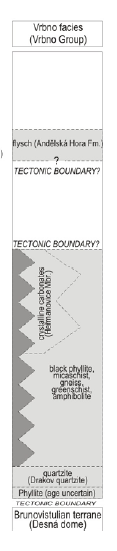 Vrbno facies
(Vrbno Group)
flysch (Andělská Hora Fm.)
)
?
TECTONIC BOUNDARY?
TECTONIC BOUNDARY?
crystalline carbonates
(Heřmanovice Mbr.)
black phyllite,
micaschist,
gneiss,
greenschist,
amphibolite
quartzite
(Drakov quartzite)
Phyllite (age uncertain)
TECTONIC BOUNDARY
Brunovistulian terrane
(Desná dome)